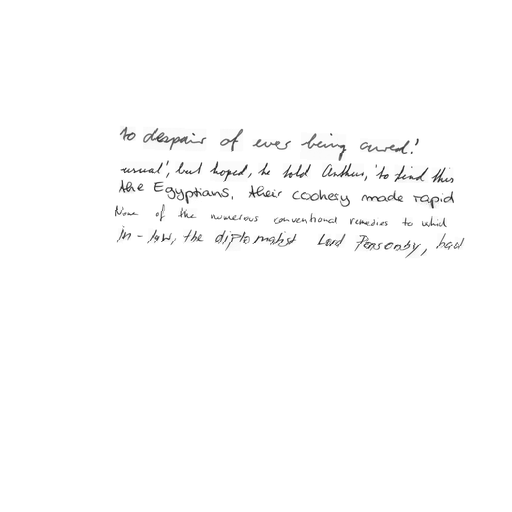 to despair of ever being cured!
usual', but hoped, he told Arthur, 'to find this
the Egyptians, their cookery made rapid
None of the numerous conventional remedies to which
in-law, the diplomatist Lord Ponsonby, had